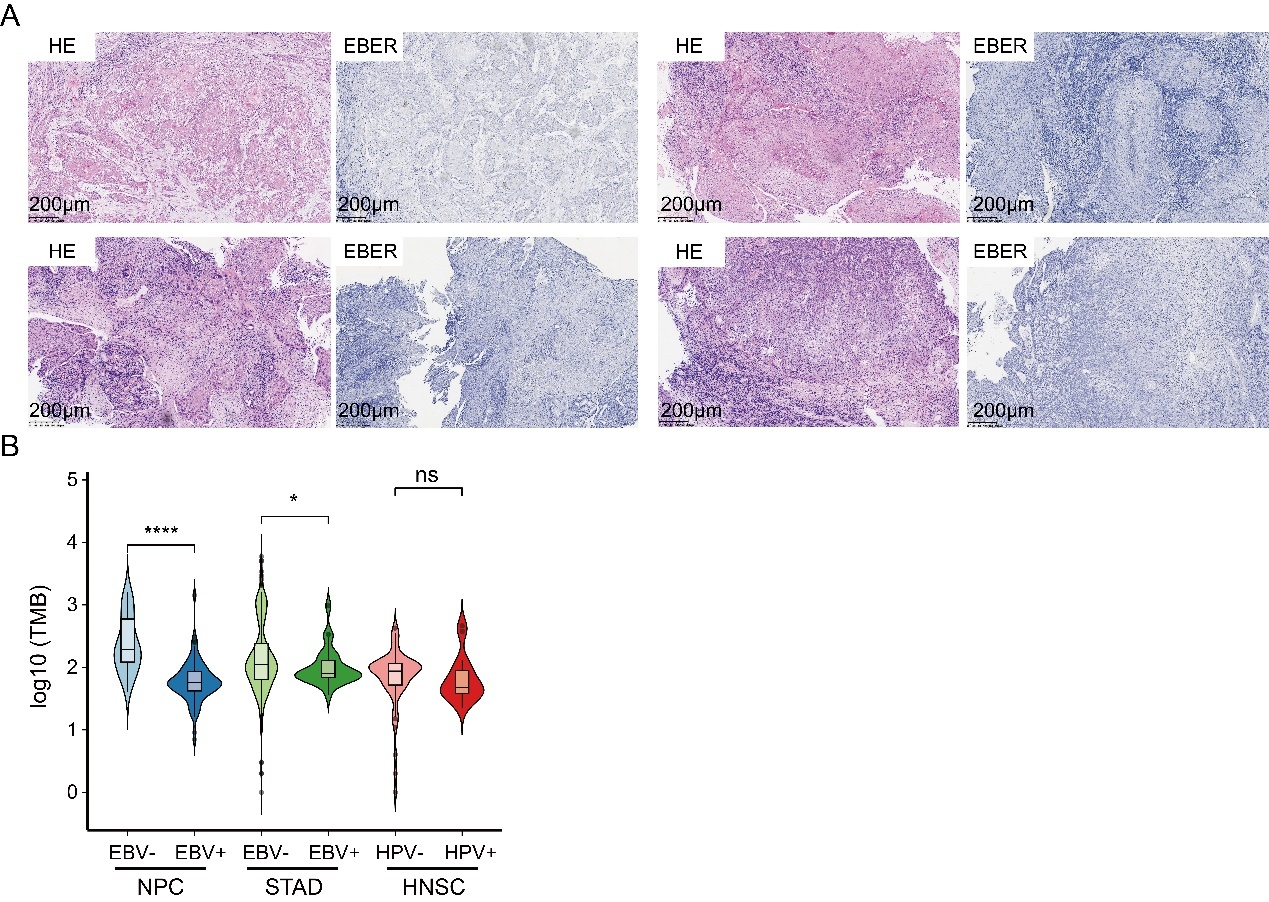 A
HE
EBER
HE
EBER
200µm
200µm
200µm
200µm
HE
EBER
HE
EBER
200µm
200µm
200µm
200µm
B
5
4
3
2
1
0
log10 (TMB)
****
*
ns
EBV- EBV+ EBV- EBV+ HPV- HPV+
NPC STAD HNSC